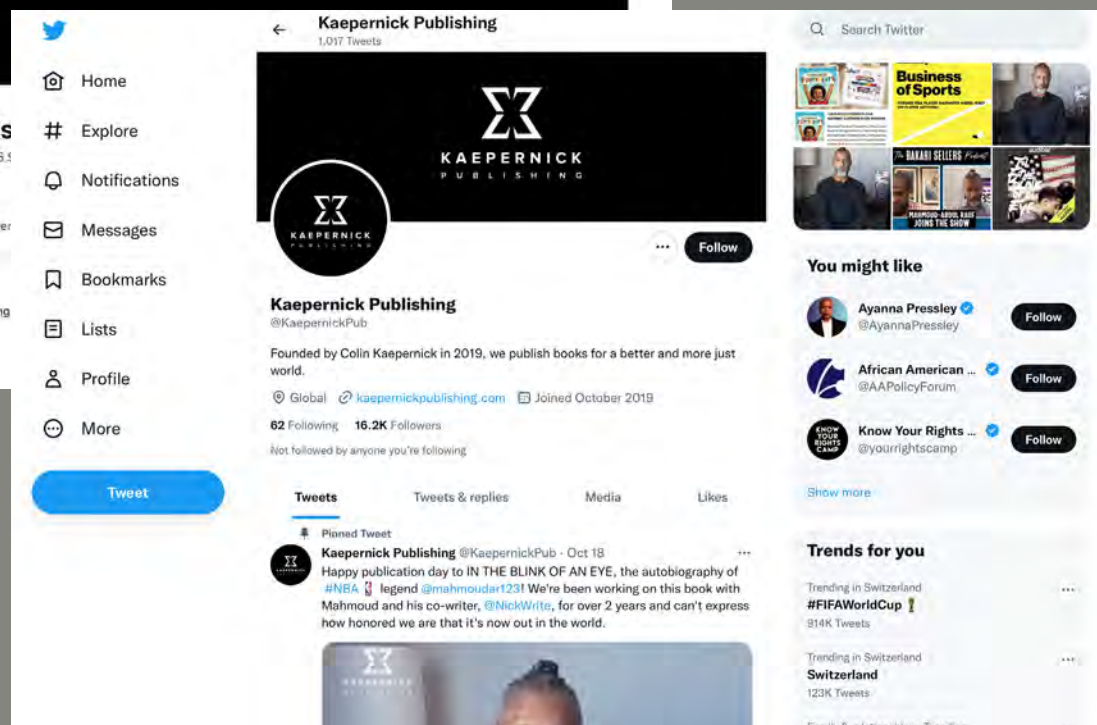 Home
Explore
Notifications
Messages
Bookmarks
Lists
Profile
More
Tweet
Kaepernick Publishing
1,017 Tweets
KAEPERNICK
PUBLISHING
KAEPERNICK
PUBLISHING
Follow
Kaepernick Publishing
@KaepernickPub
Founded by Colin Kaepernick in 2019, we publish books for a better and more just
world.
Global kaepernickpublishing.com Joined October 2019
62 Following 16.2K Followers
Not followed by anyone you're following
Tweets Tweets & replies Media Likes
Pinned Tweet
Kaepernick Publishing @KaepernickPub · Oct 18
Happy publication day to IN THE BLINK OF AN EYE, the autobiography of
#NBA legend @mahmoudar123! We're been working on this book with
Mahmoud and his co-writer, @NickWrite, for over 2 years and can't express
how honored we are that it's now out in the world.
Search Twitter
Business
of Sports
The BAKARI SELLERS Podcast
MAHMOUD-ABDUL RAUF
JOINS THE SHOW
You might like
Ayanna Pressley
@AyannaPressley
Follow
African American ...
@AAPolicyForum
Follow
KNOW
YOUR
RIGHTS
CAMP
Know Your Rights ...
@yourrightscamp
Follow
Show more
Trends for you
Trending in Switzerland
#FIFAWorldCup
914K Tweets
Trending in Switzerland
Switzerland
123K Tweets